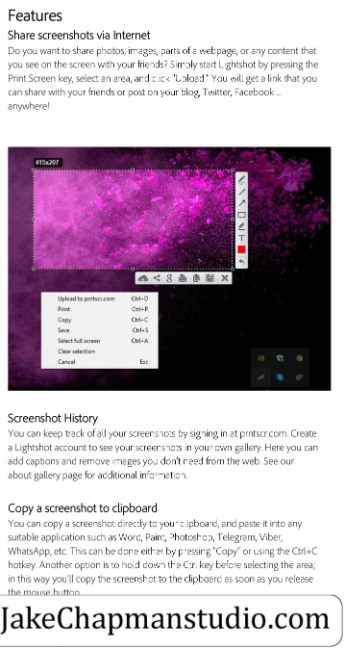 Features
Share screenshots via Internet
Do you want to share photos, images, parts of a webpage, or any content that
you see on the screen with your friends? Simply start Lightshot by pressing the
Print Screen key, select an area, and click "Upload." You will get a link that you
can share with your friends or post on your blog, Twitter, Facebook ...
anywhere!
415x207
T
Upload to prntscr.com Ctrl+D
Print Ctrl+P
Copy Ctrl+C
Save Ctrl+S
Select full screen Ctrl+A
Clear selection
Cancel Esc
Screenshot History
You can keep track of all your screenshots by signing in at prntscr.com. Create
a Lightshot account to see your screenshots in your own gallery. Here you can
add captions and remove images you don't need from the web. See our
about gallery page for additional information.
Copy a screenshot to clipboard
You can copy a screenshot directly to your clipboard, and paste it into any
suitable application such as Word, Paint, Photoshop, Telegram, Viber,
WhatsApp, etc. This can be done either by pressing "Copy" or using the Ctrl+C
hotkey. Another option is to hold down the Ctrl key before selecting the area;
in this way you'll copy the screenshot to the clipboard as soon as you release
the mouse button.
JakeChapmanstudio.com